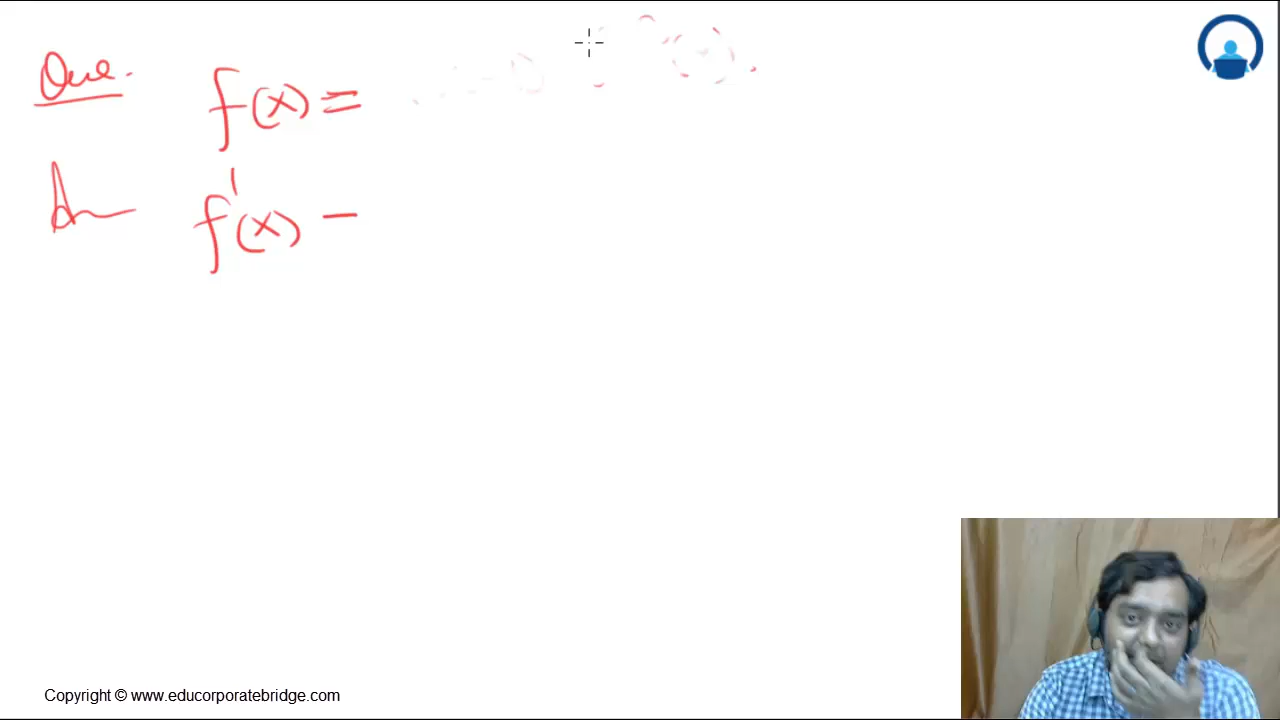 Que.
f(x) =
Ans
f'(x) =
Copyright © www.educorporatebridge.com